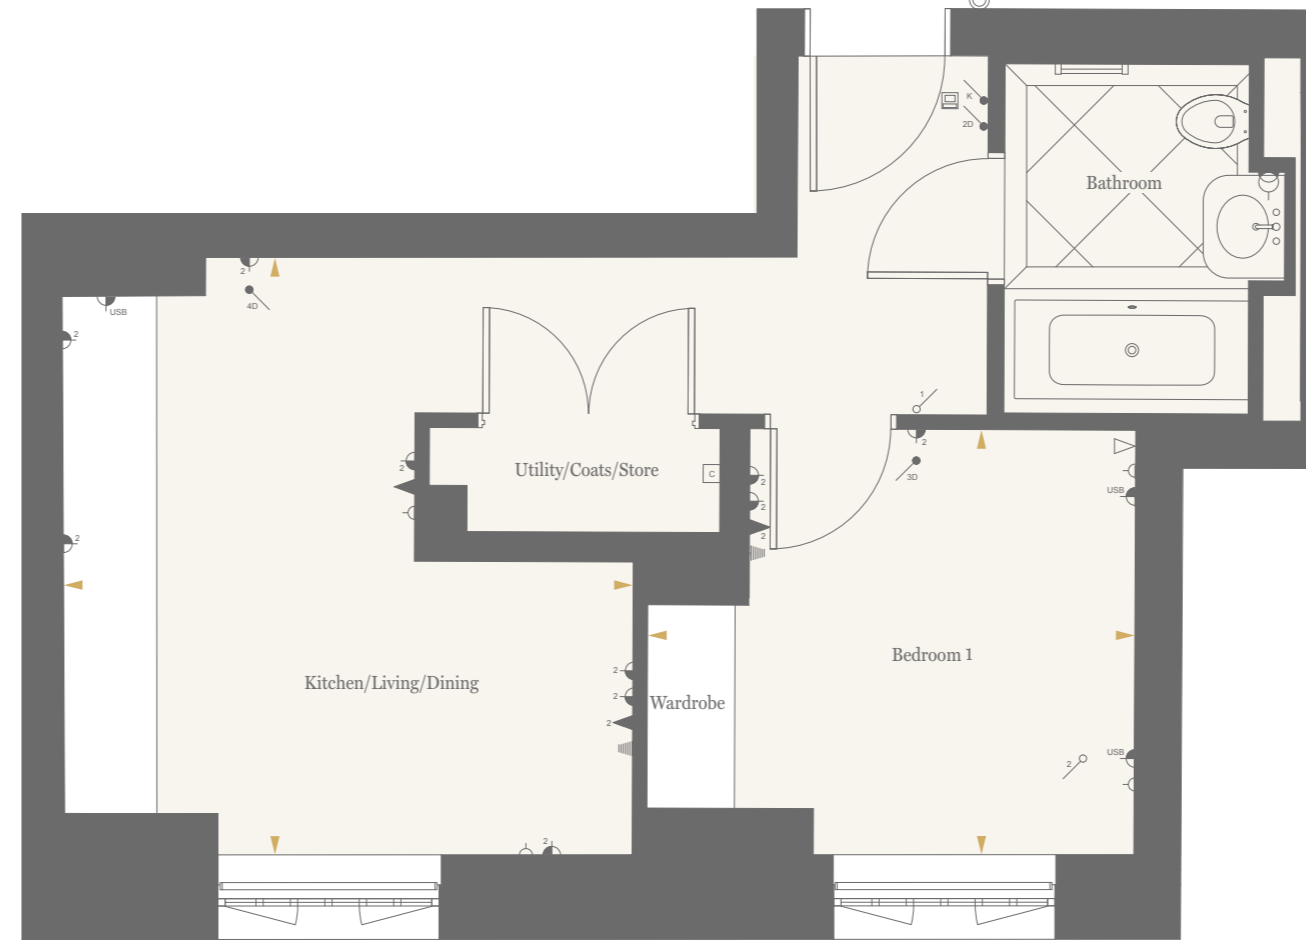 K
2D
Bathroom
2
4D
USB
2
1
2
3D
2
Utility/Coats/Store
C
2
2
2
USB
2
Kitchen/Living/Dining
2
2
2
Wardrobe
Bedroom 1
USB
2
2